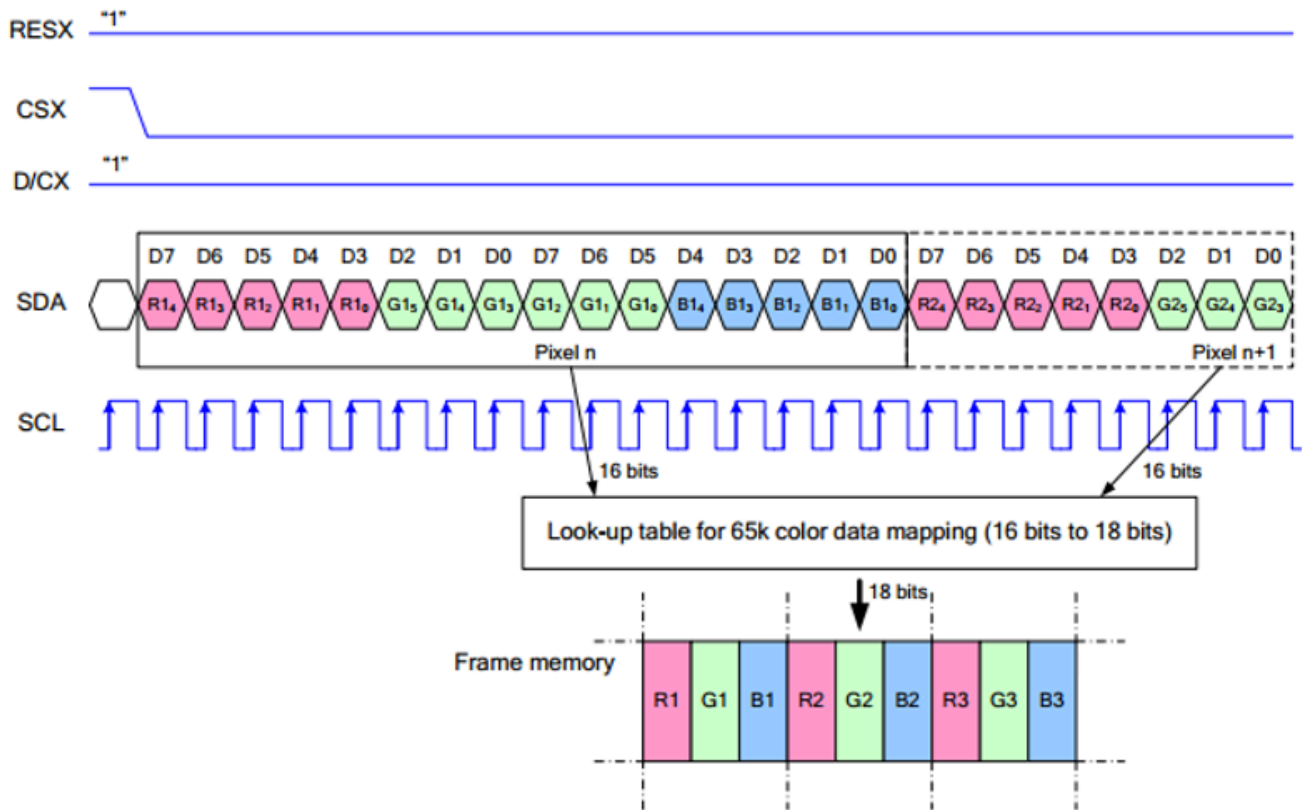 RESX "1"
CSX
D/CX "1"
D7 D6 D5 D4 D3 D2 D1 D0 D7 D6 D5 D4 D3 D2 D1 D0 D7 D6 D5 D4 D3 D2 D1 D0
SDA R1₄ R1₃ R1₂ R1₁ R1₀ G1₅ G1₄ G1₃ G1₂ G1₁ G1₀ B1₄ B1₃ B1₂ B1₁ B1₀ R2₄ R2₃ R2₂ R2₁ R2₀ G2₅ G2₄ G2₃
Pixel n Pixel n+1
SCL
16 bits 16 bits
Look-up table for 65k color data mapping (16 bits to 18 bits)
18 bits
Frame memory
R1 G1 B1 R2 G2 B2 R3 G3 B3